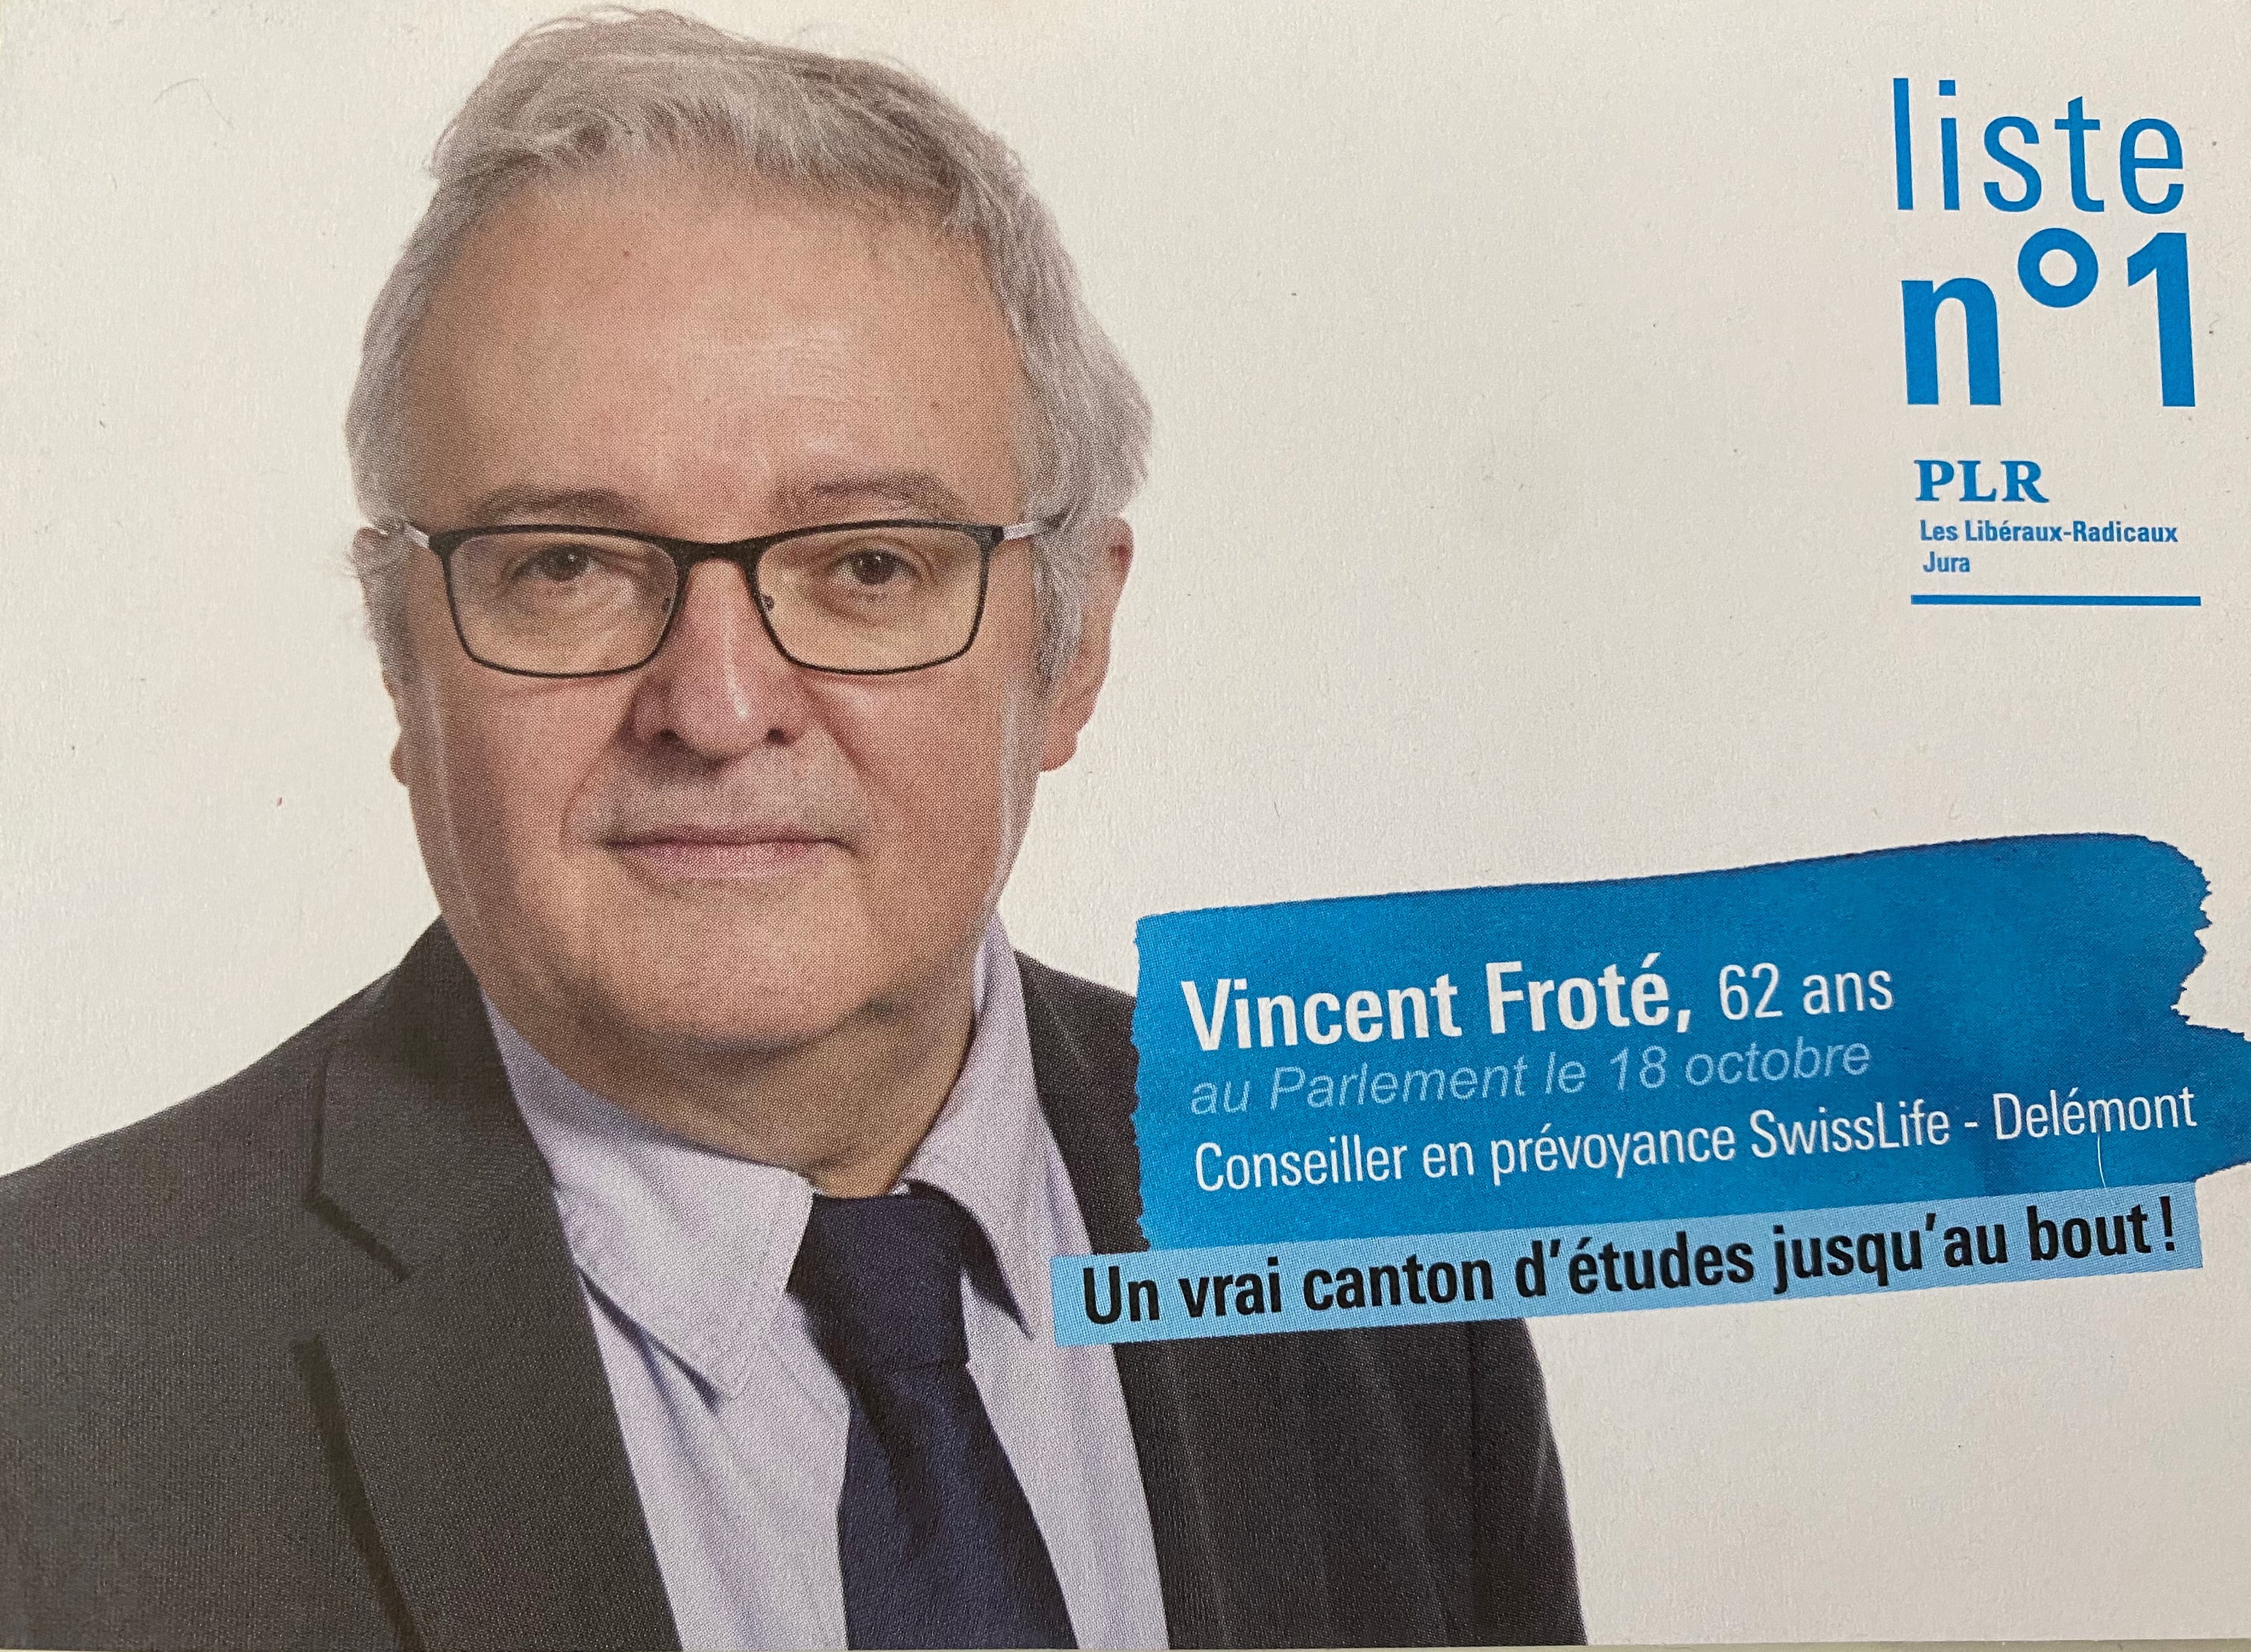 liste
n°1
PLR
Les Libéraux-Radicaux
Jura
Vincent Froté, 62 ans
au Parlement le 18 octobre
Conseiller en prévoyance SwissLife - Delémont
Un vrai canton d'études jusqu'au bout!